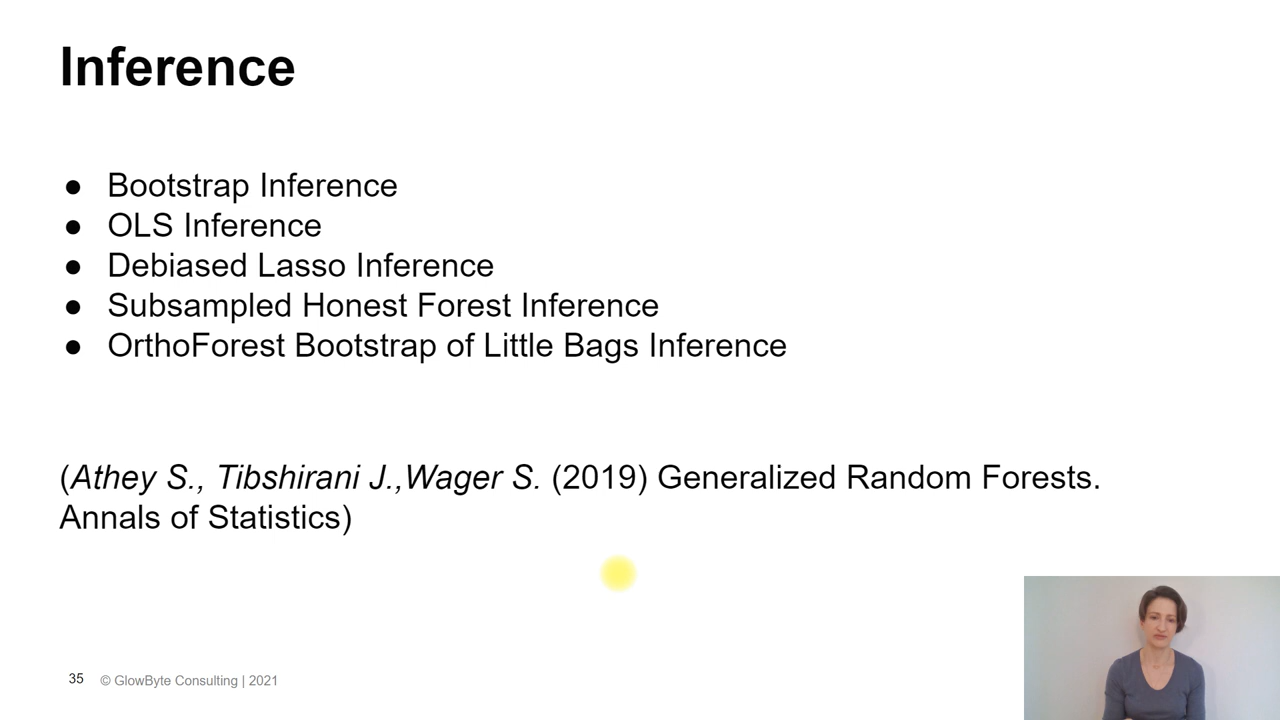 Inference
● Bootstrap Inference
● OLS Inference
● Debiased Lasso Inference
● Subsampled Honest Forest Inference
● OrthoForest Bootstrap of Little Bags Inference
(Athey S., Tibshirani J.,Wager S. (2019) Generalized Random Forests.
Annals of Statistics)
35 © GlowByte Consulting | 2021